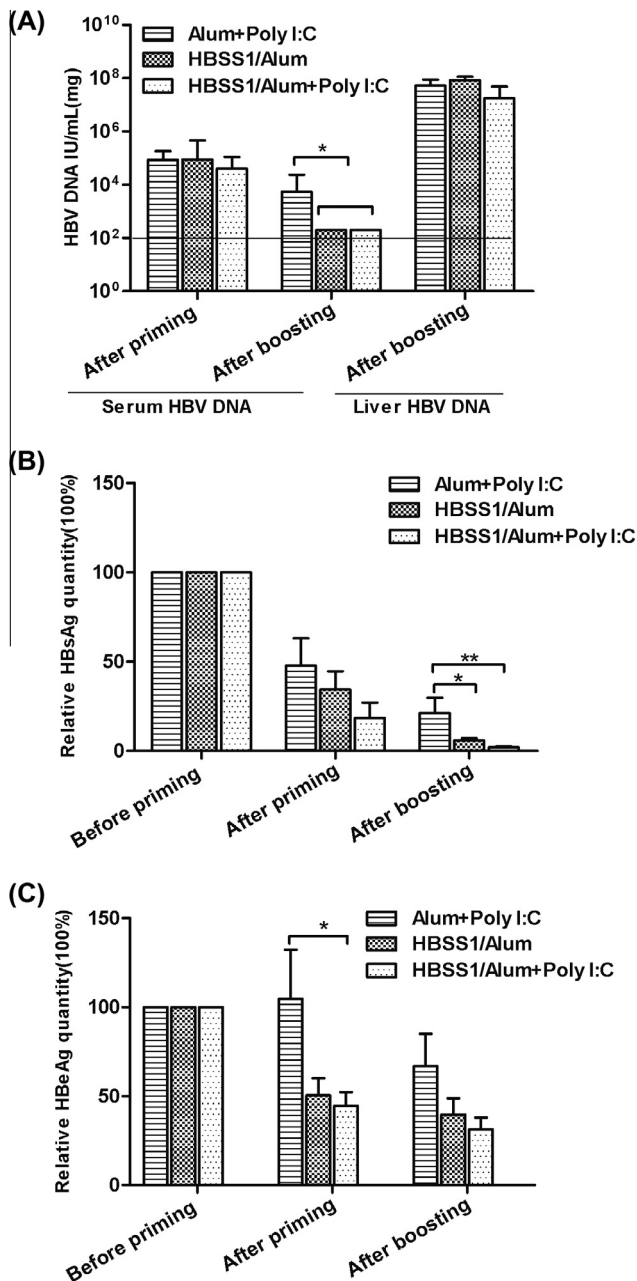 (A)
Alum+Poly I:C
HBSS1/Alum
HBSS1/Alum+Poly I:C
HBV DNA IU/mL(mg)
10¹⁰
10⁸
10⁶
10⁴
10²
10⁰
*
After priming
After boosting
After boosting
Serum HBV DNA
Liver HBV DNA
(B)
Alum+Poly I:C
HBSS1/Alum
HBSS1/Alum+Poly I:C
Relative HBsAg quantity(100%)
150
100
50
0
**
*
Before priming
After priming
After boosting
(C)
Alum+Poly I:C
HBSS1/Alum
HBSS1/Alum+Poly I:C
Relative HBeAg quantity(100%)
150
100
50
0
*
Before priming
After priming
After boosting